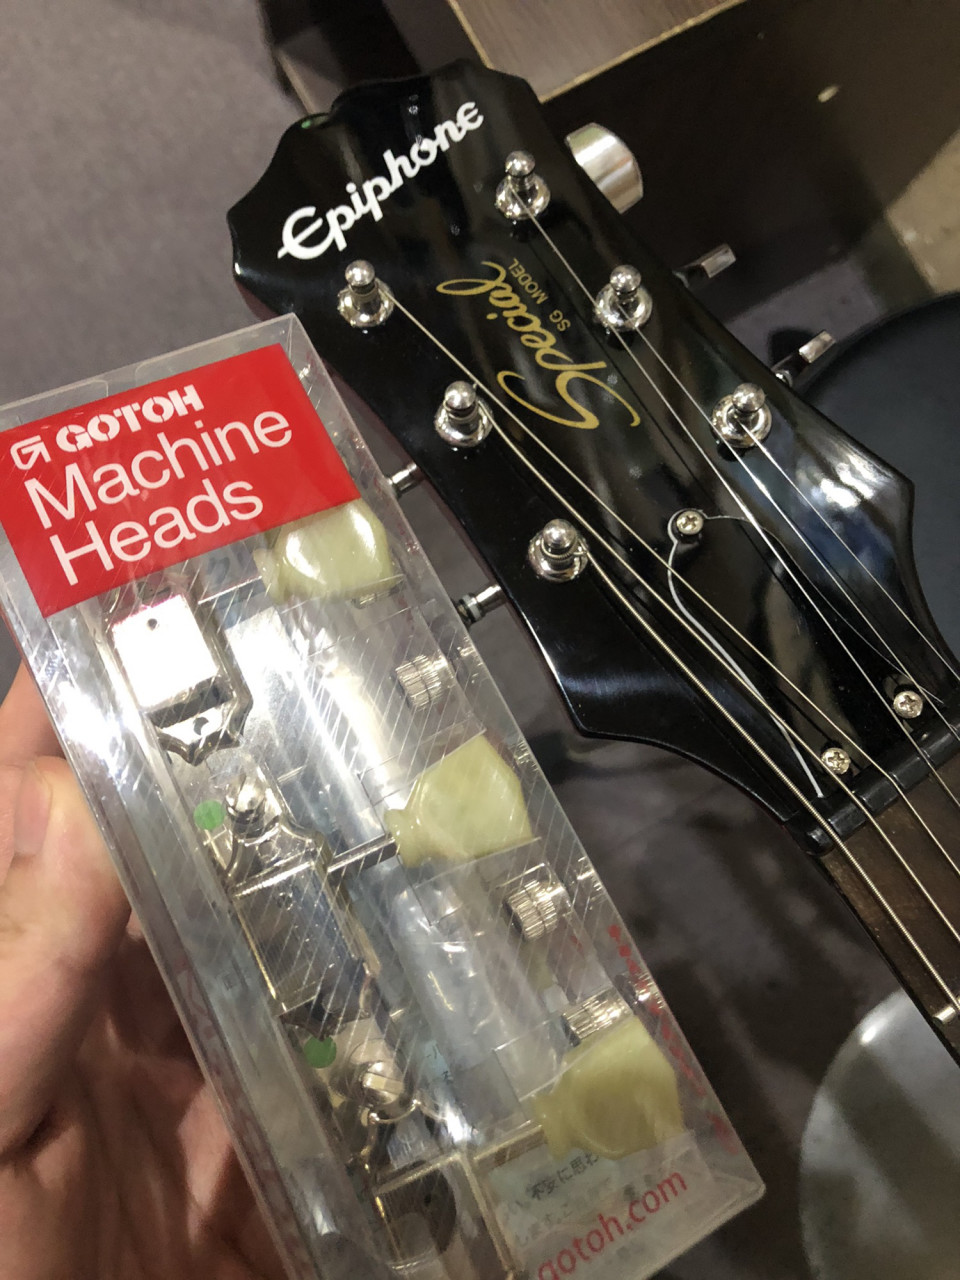 Epiphone
Special
SG MODEL
GOTOH
Machine
Heads
gotoh.com